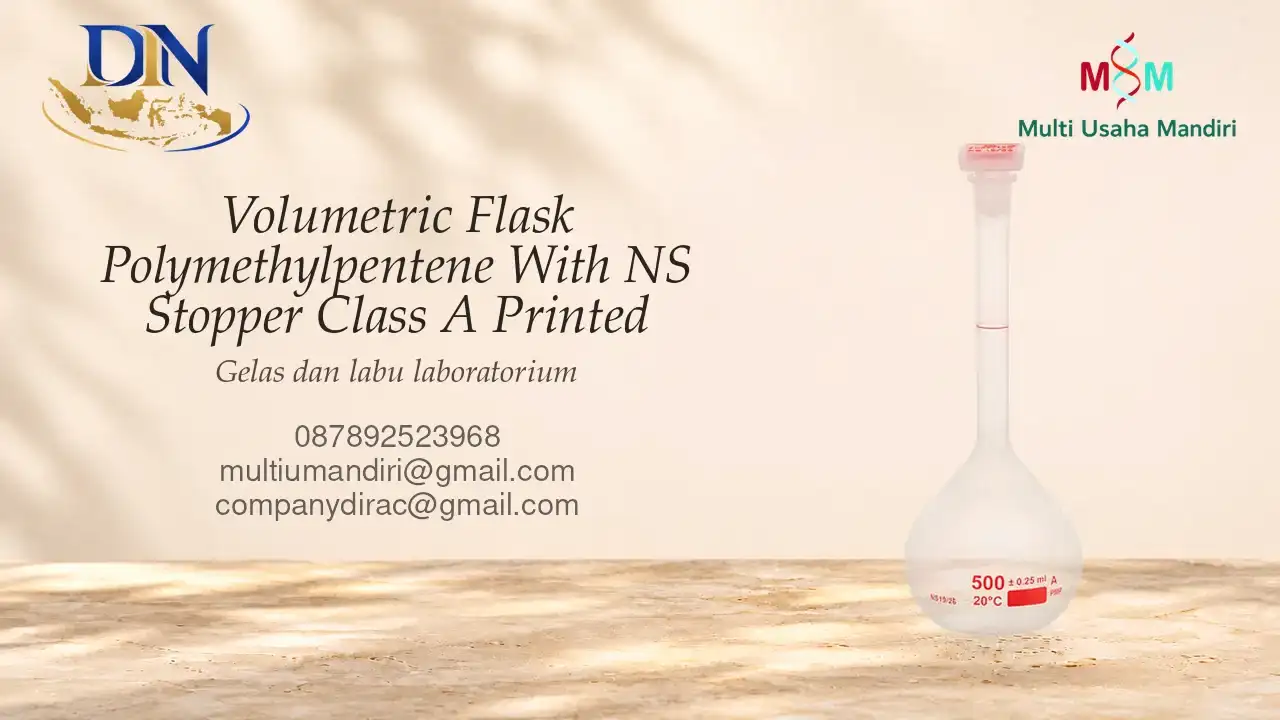 DIN
M M
Multi Usaha Mandiri
Volumetric Flask
Polymethylpentene With NS
Stopper Class A Printed
Gelas dan labu laboratorium
087892523968
multiumandiri@gmail.com
companydirac@gmail.com
500 ± 0.25 ml A
NS 19/26 20°C PMP